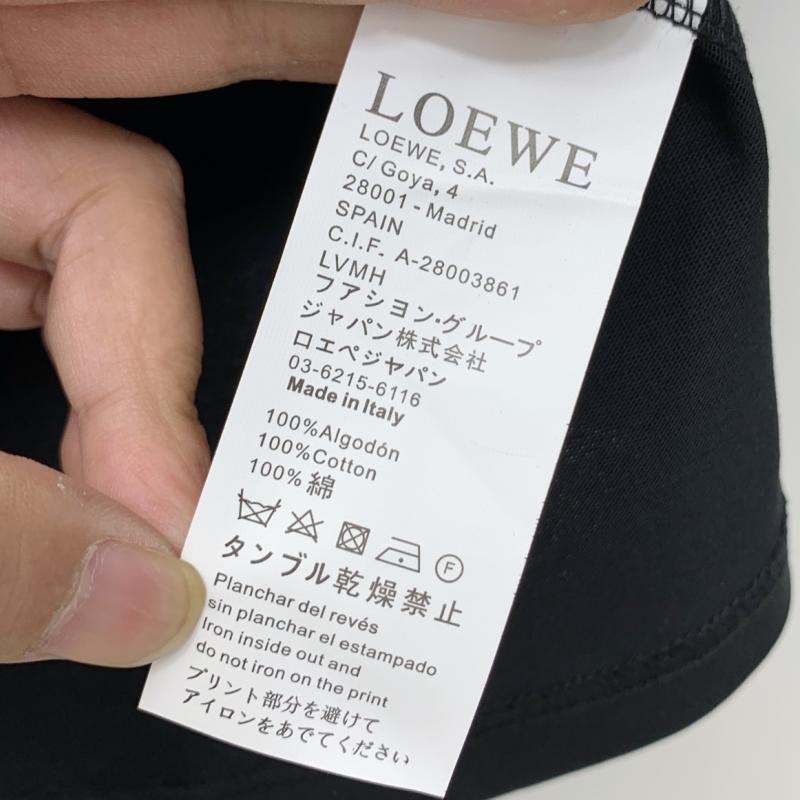 LOEWE
LOEWE, S.A.
C/ Goya, 4
28001 - Madrid
SPAIN
C.I.F. A-28003861
LVMH
ファション・グループ
ジャパン株式会社
ロエベジャパン
03-6215-6116
Made in Italy
100%Algodón
100%Cotton
100% 綿
F
タンブル乾燥禁止
Planchar del revés
sin planchar el estampado
Iron inside out and
do not iron on the print
プリント部分を避けて
アイロンをあでてください